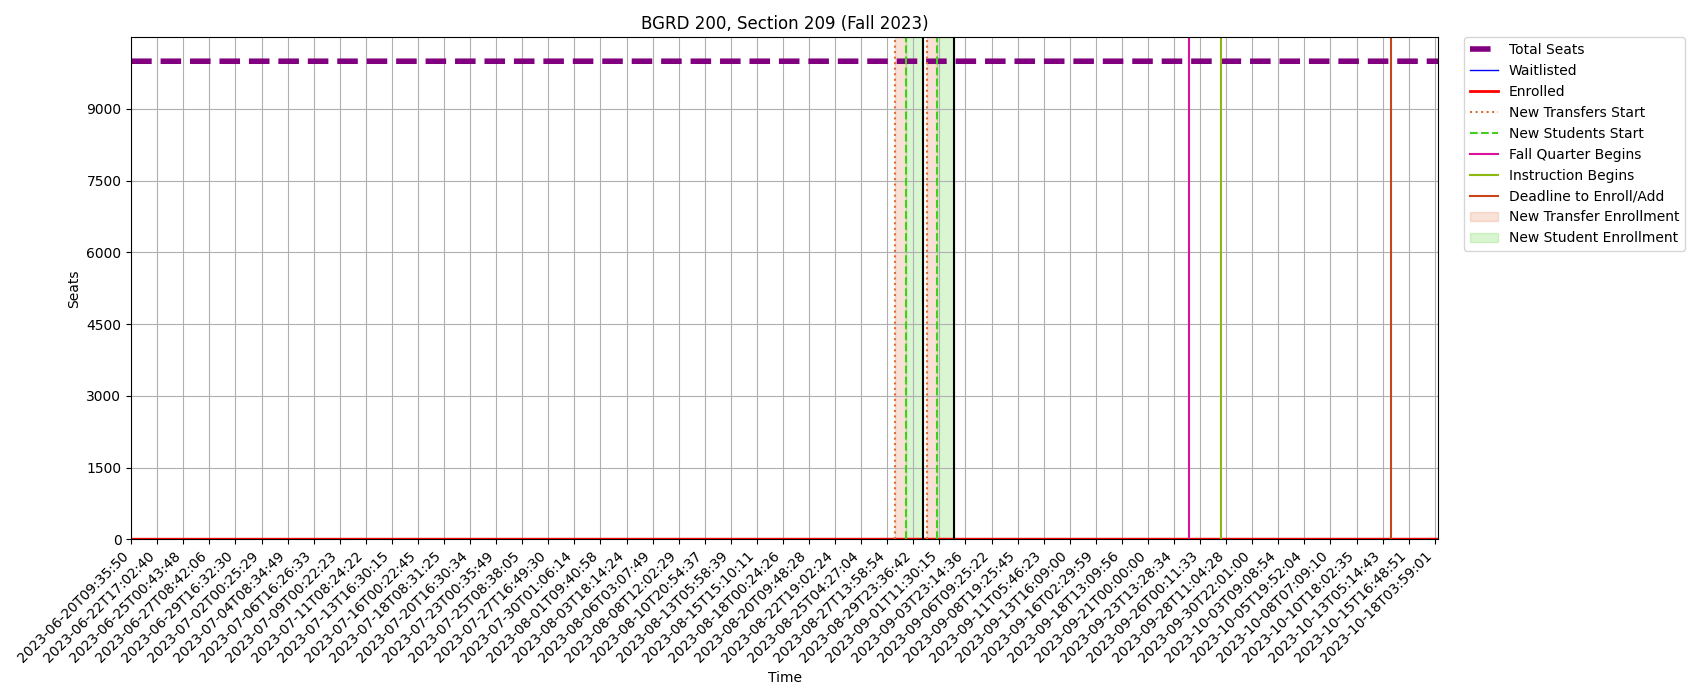 BGRD 200, Section 209 (Fall 2023)
Total Seats
Waitlisted
Enrolled
New Transfers Start
New Students Start
Fall Quarter Begins
Instruction Begins
Deadline to Enroll/Add
New Transfer Enrollment
New Student Enrollment
Seats
9000
7500
6000
4500
3000
1500
0
2023-06-20T09:35:50
2023-06-22T17:02:40
2023-06-25T00:43:48
2023-06-27T08:42:06
2023-06-29T16:32:30
2023-07-02T00:25:29
2023-07-04T08:34:49
2023-07-06T16:26:33
2023-07-09T00:22:23
2023-07-11T08:24:22
2023-07-13T16:30:15
2023-07-16T00:22:45
2023-07-18T08:31:25
2023-07-20T16:30:34
2023-07-23T00:35:49
2023-07-25T08:38:05
2023-07-27T16:49:30
2023-07-30T01:06:14
2023-08-01T09:40:58
2023-08-03T18:14:24
2023-08-06T03:07:49
2023-08-08T12:02:29
2023-08-10T20:54:37
2023-08-13T05:58:39
2023-08-15T15:10:11
2023-08-18T00:24:26
2023-08-20T09:48:28
2023-08-22T19:02:24
2023-08-25T04:27:04
2023-08-27T13:58:54
2023-08-29T23:36:42
2023-09-01T11:30:15
2023-09-03T23:14:36
2023-09-06T09:25:22
2023-09-08T19:25:45
2023-09-11T05:46:23
2023-09-13T16:09:00
2023-09-16T02:29:59
2023-09-18T13:09:56
2023-09-21T00:00:00
2023-09-23T13:28:34
2023-09-26T00:11:33
2023-09-28T11:04:28
2023-09-30T22:01:00
2023-10-03T09:08:54
2023-10-05T19:52:04
2023-10-08T07:09:10
2023-10-10T18:02:35
2023-10-13T05:14:43
2023-10-15T16:48:51
2023-10-18T03:59:01
Time